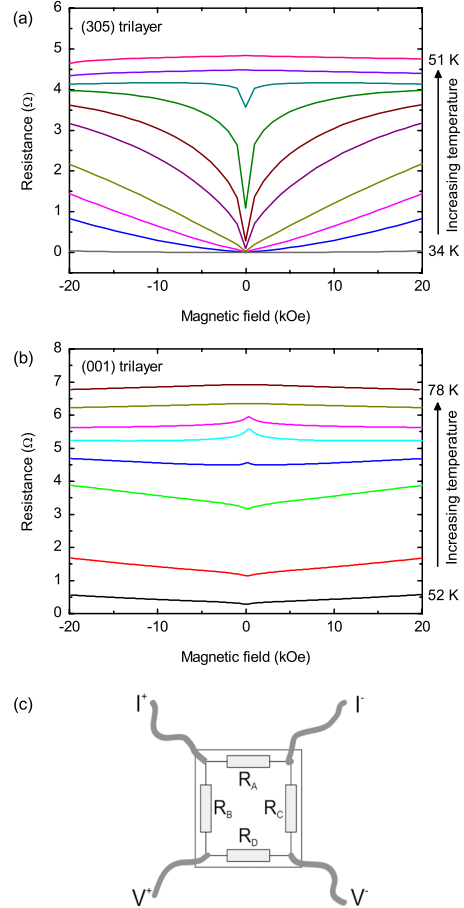 (a)
(305) trilayer
6
5
4
3
2
1
0
Resistance (Ω)
51 K
34 K
Increasing temperature
-20 -10 0 10 20
Magnetic field (kOe)
(b)
(001) trilayer
8
7
6
5
4
3
2
1
0
Resistance (Ω)
78 K
52 K
Increasing temperature
-20 -10 0 10 20
Magnetic field (kOe)
(c)
I+ I-
RA
RB RC
RD
V+ V-